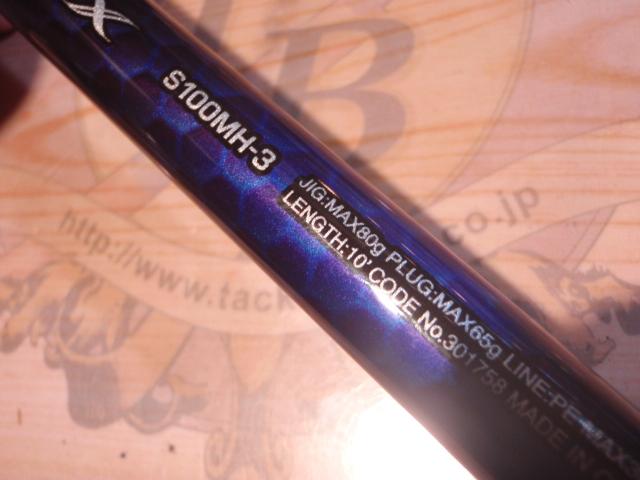 X
S100MH-3
JIG:MAX80g PLUG:MAX65g LINE:PE-MAX
LENGTH:10' CODE No.301758 MADE IN
B
http://www.tack
.co.jp